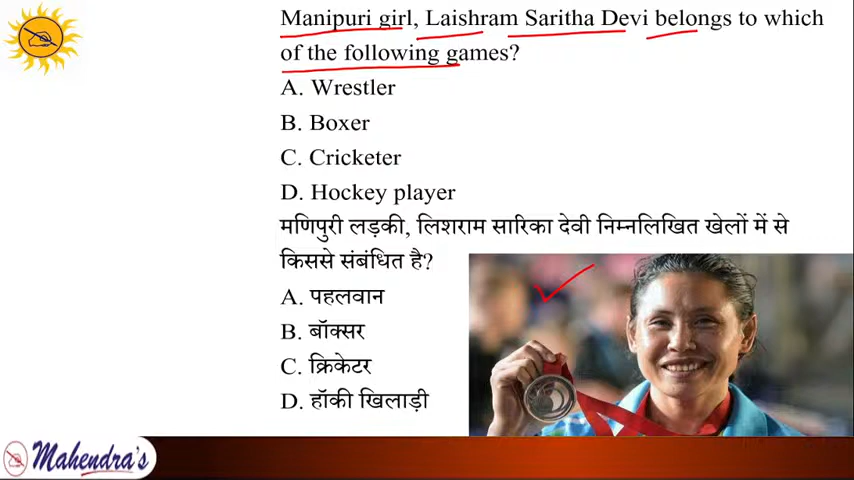 Manipuri girl, Laishram Saritha Devi belongs to which
of the following games?
A. Wrestler
B. Boxer
C. Cricketer
D. Hockey player
मणिपुरी लड़की, लिशराम सारिका देवी निम्नलिखित खेलों में से
किससे संबंधित है?
A. पहलवान
B. बॉक्सर
C. क्रिकेटर
D. हॉकी खिलाड़ी
Mahendra's